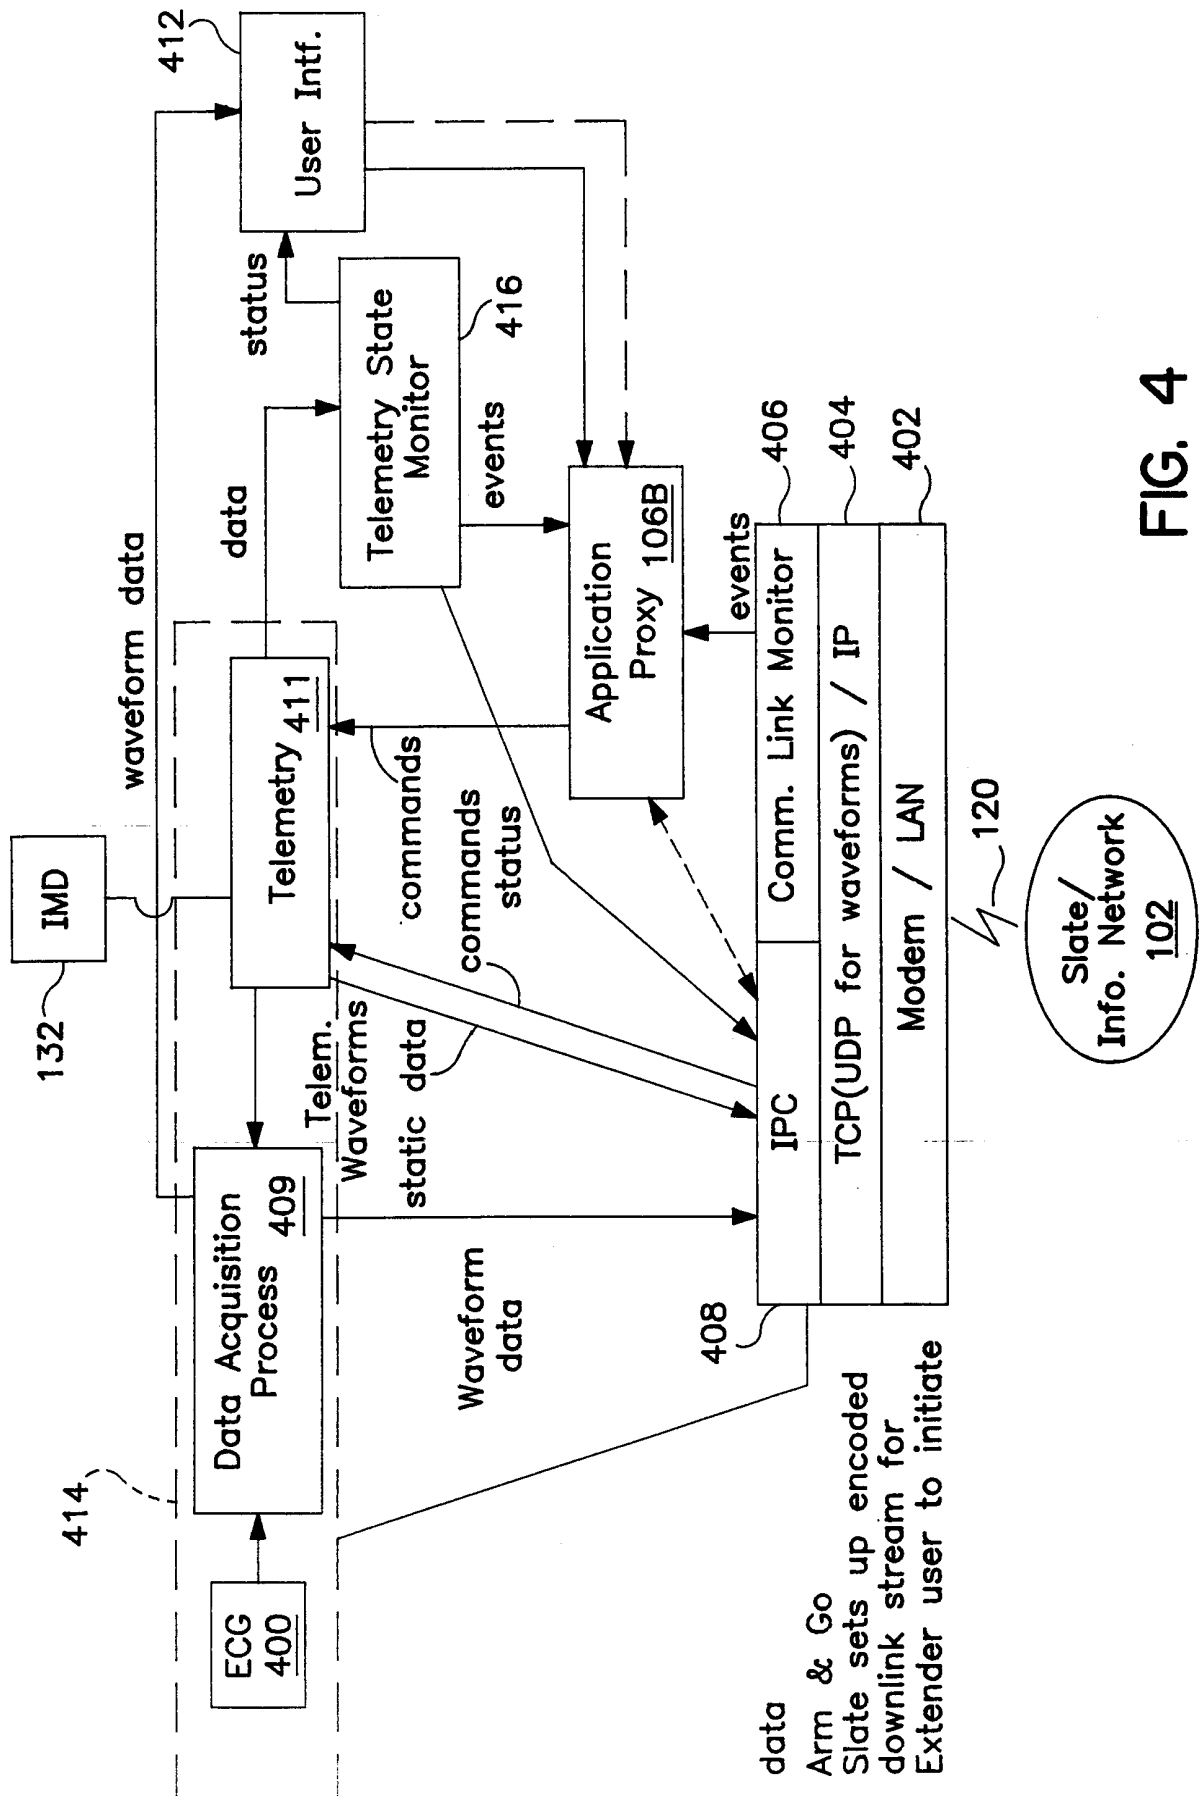 412
User Intf.
status
Telemetry State
Monitor
416
events
data
waveform data
IMD
132
Telemetry 411
commands
commands
status
Telem.
Waveforms
static data
Application
Proxy 106B
events
Data Acquisition
Process 409
414
ECG
400
Waveform
data
408
IPC
Comm. Link Monitor
406
TCP(UDP for waveforms) / IP
404
Modem / LAN
402
120
Slate/
Info. Network
102
data
Arm & Go
Slate sets up encoded
downlink stream for
Extender user to initiate
FIG. 4